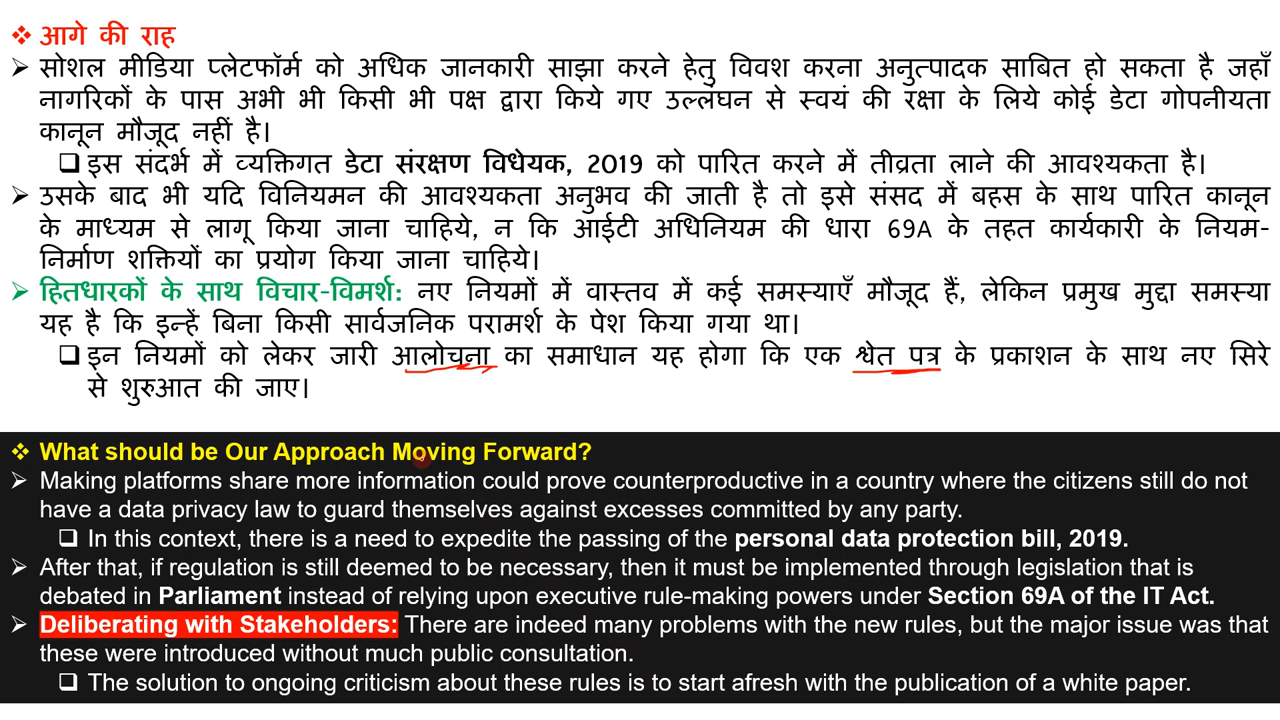 ❖ आगे की राह
➢ सोशल मीडिया प्लेटफॉर्म को अधिक जानकारी साझा करने हेतु विवश करना अनुत्पादक साबित हो सकता है जहाँ
नागरिकों के पास अभी भी किसी भी पक्ष द्वारा किये गए उल्लंघन से स्वयं की रक्षा के लिये कोई डेटा गोपनीयता
कानून मौजूद नहीं है।
❑ इस संदर्भ में व्यक्तिगत डेटा संरक्षण विधेयक, 2019 को पारित करने में तीव्रता लाने की आवश्यकता है।
➢ उसके बाद भी यदि विनियमन की आवश्यकता अनुभव की जाती है तो इसे संसद में बहस के साथ पारित कानून
के माध्यम से लागू किया जाना चाहिये, न कि आईटी अधिनियम की धारा 69A के तहत कार्यकारी के नियम-
निर्माण शक्तियों का प्रयोग किया जाना चाहिये।
➢ हितधारकों के साथ विचार-विमर्श: नए नियमों में वास्तव में कई समस्याएँ मौजूद हैं, लेकिन प्रमुख मुद्दा समस्या
यह है कि इन्हें बिना किसी सार्वजनिक परामर्श के पेश किया गया था।
❑ इन नियमों को लेकर जारी आलोचना का समाधान यह होगा कि एक श्वेत पत्र के प्रकाशन के साथ नए सिरे
से शुरुआत की जाए।
❖ What should be Our Approach Moving Forward?
➢ Making platforms share more information could prove counterproductive in a country where the citizens still do not
have a data privacy law to guard themselves against excesses committed by any party.
❑ In this context, there is a need to expedite the passing of the personal data protection bill, 2019.
➢ After that, if regulation is still deemed to be necessary, then it must be implemented through legislation that is
debated in Parliament instead of relying upon executive rule-making powers under Section 69A of the IT Act.
➢ Deliberating with Stakeholders: There are indeed many problems with the new rules, but the major issue was that
these were introduced without much public consultation.
❑ The solution to ongoing criticism about these rules is to start afresh with the publication of a white paper.